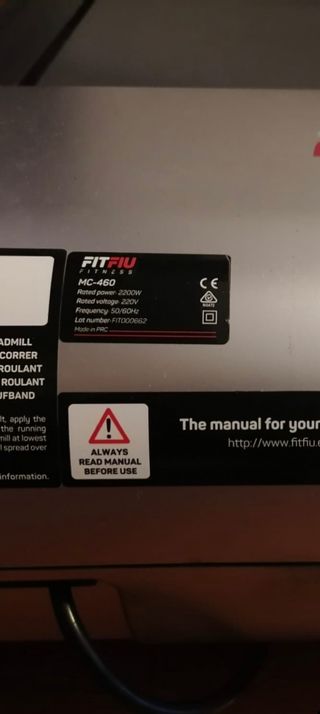 FITFIU
FITNESS
MC-460
Rated power: 2200W
Rated voltage: 220V
Frequency: 50/60Hz
Lot number: FIT000662
Made in PRC
CE
ADMILL
CORRER
ROULANT
ROULANT
UFBAND
lt, apply the
the running
mill at lowest
l spread over
information.
ALWAYS
READ MANUAL
BEFORE USE
The manual for your
http://www.fitfiu.e